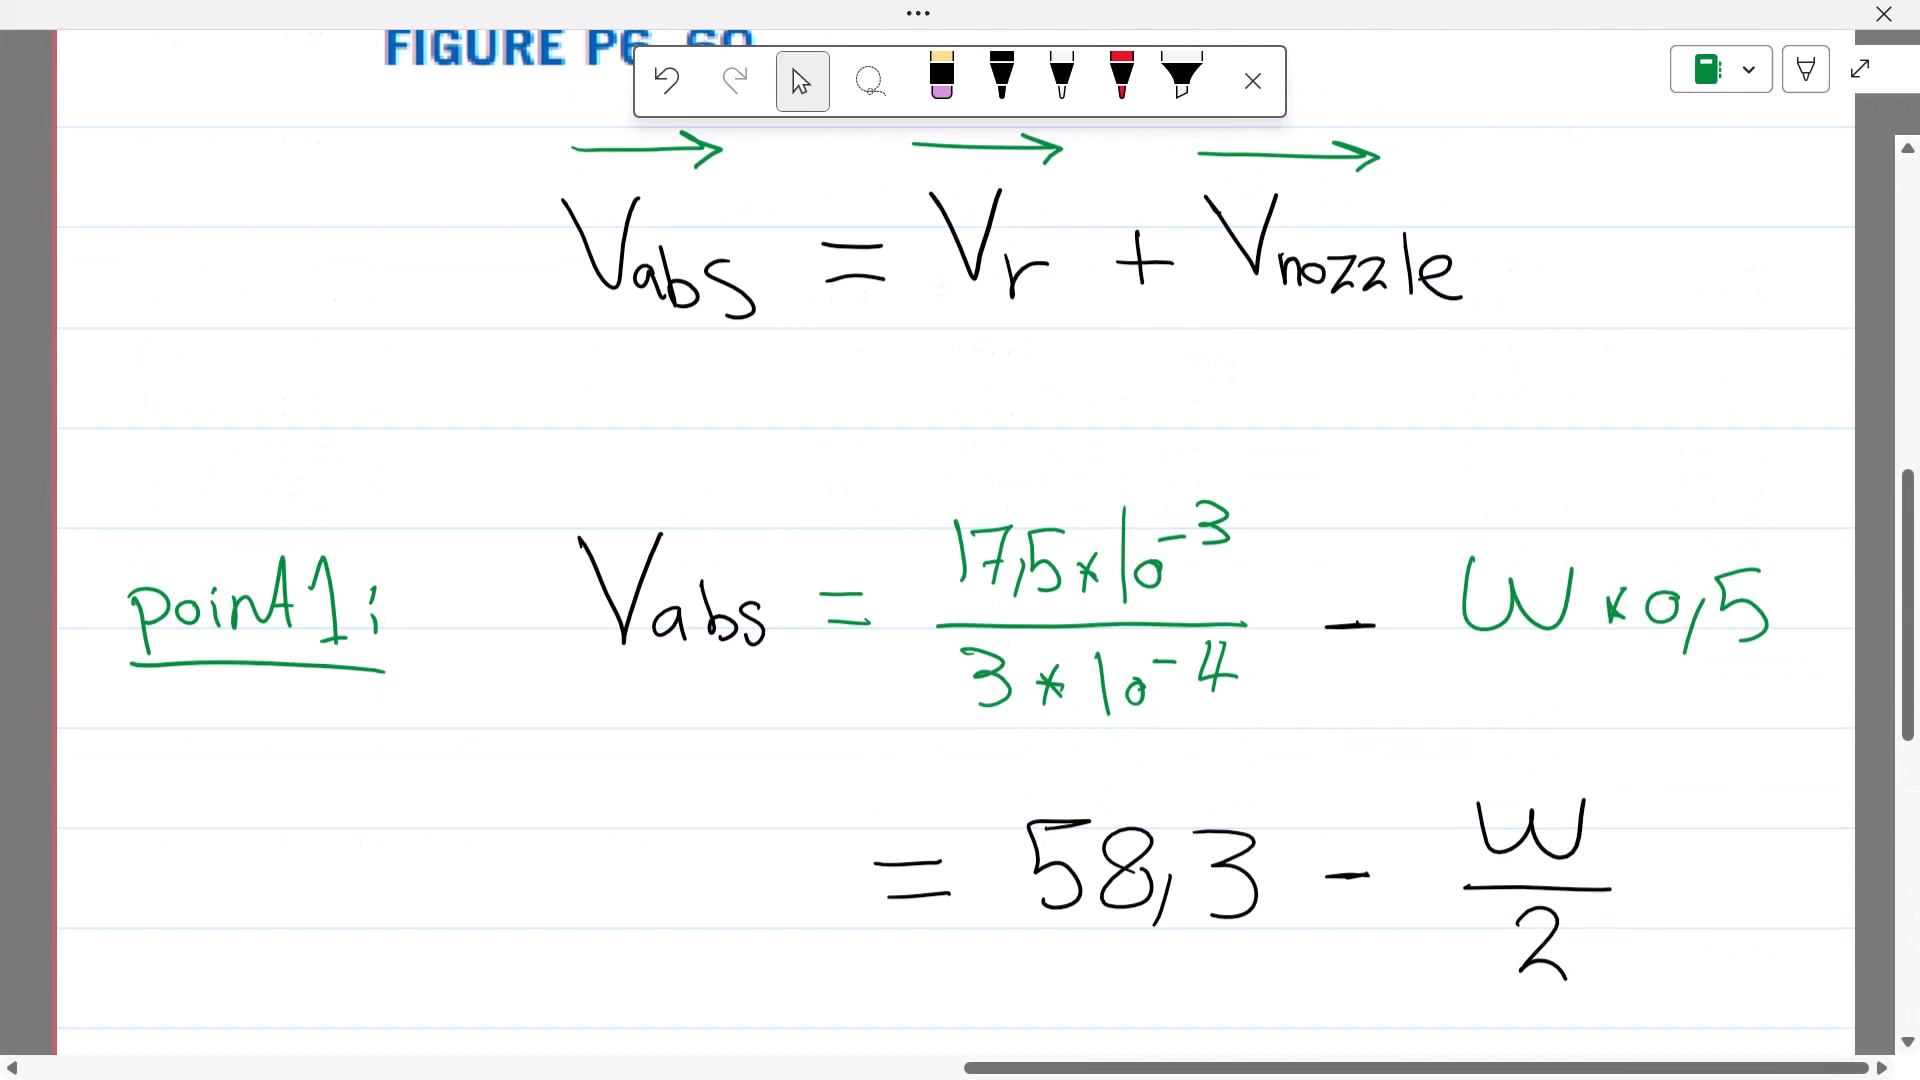 FIGURE P6.60
Vabs = Vr + Vnozzle
point 1: Vabs = 17,5*10^-3 / 3*10^-4 - W*0,5
= 58,3 - W/2